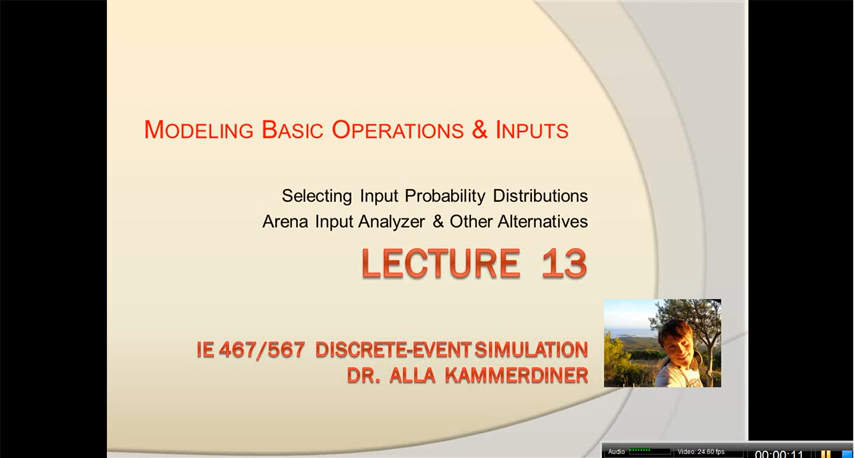 MODELING BASIC OPERATIONS & INPUTS
Selecting Input Probability Distributions
Arena Input Analyzer & Other Alternatives
LECTURE 13
IE 467/567 DISCRETE-EVENT SIMULATION
DR. ALLA KAMMERDINER
Audio Video: 24.60 fps 00:00:11